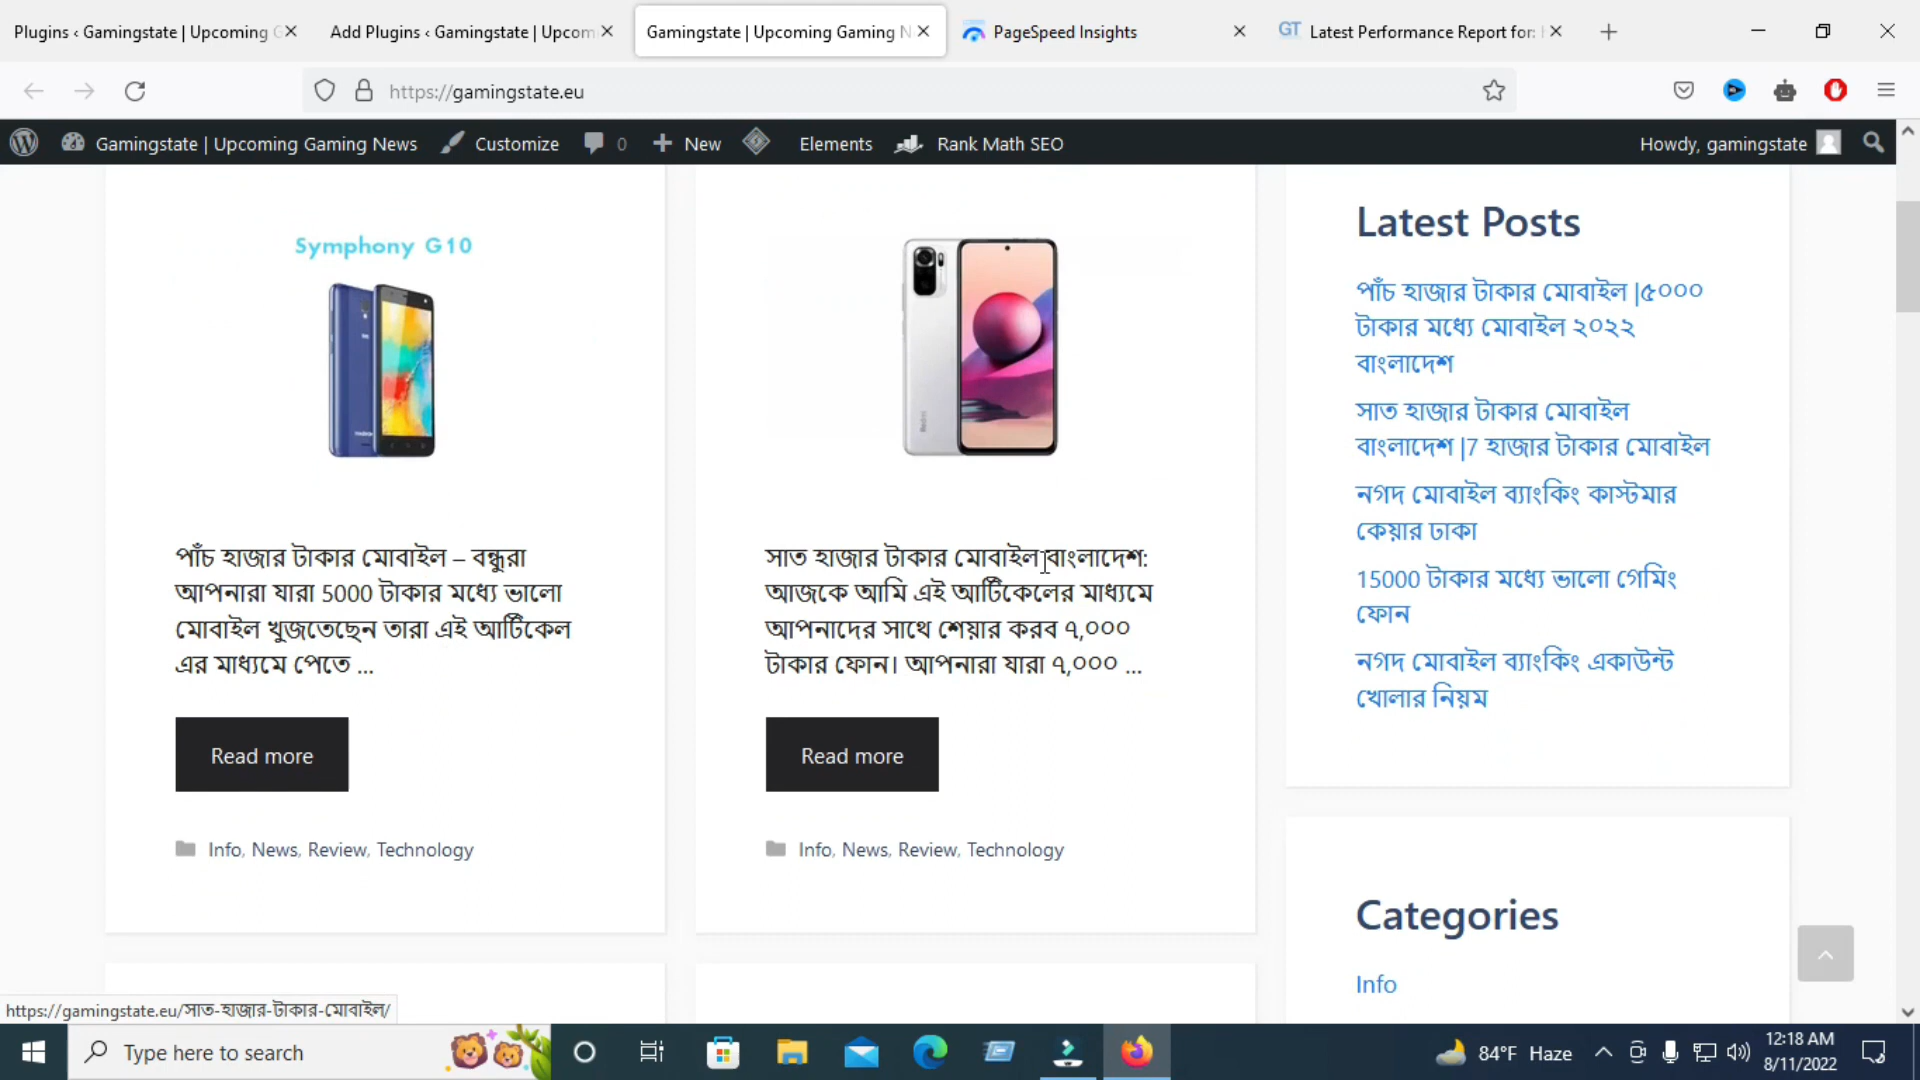 Plugins ‹ Gamingstate | Upcoming G
Add Plugins ‹ Gamingstate | Upcom
Gamingstate | Upcoming Gaming N
PageSpeed Insights
GT Latest Performance Report for:
https://gamingstate.eu
Gamingstate | Upcoming Gaming News
Customize
0
New
Elements
Rank Math SEO
Howdy, gamingstate
Symphony G10
পাঁচ হাজার টাকার মোবাইল – বন্ধুরা
আপনারা যারা 5000 টাকার মধ্যে ভালো
মোবাইল খুজতেছেন তারা এই আর্টিকেল
এর মাধ্যমে পেতে ...
Read more
Info, News, Review, Technology
সাত হাজার টাকার মোবাইল বাংলাদেশ:
আজকে আমি এই আর্টিকেলের মাধ্যমে
আপনাদের সাথে শেয়ার করব ৭,০০০
টাকার ফোন। আপনারা যারা ৭,০০০ ...
Read more
Info, News, Review, Technology
Latest Posts
পাঁচ হাজার টাকার মোবাইল |৫০০০
টাকার মধ্যে মোবাইল ২০২২
বাংলাদেশ
সাত হাজার টাকার মোবাইল
বাংলাদেশ |7 হাজার টাকার মোবাইল
নগদ মোবাইল ব্যাংকিং কাস্টমার
কেয়ার ঢাকা
15000 টাকার মধ্যে ভালো গেমিং
ফোন
নগদ মোবাইল ব্যাংকিং একাউন্ট
খোলার নিয়ম
Categories
Info
https://gamingstate.eu/সাত-হাজার-টাকার-মোবাইল/
Type here to search
84°F Haze
12:18 AM
8/11/2022